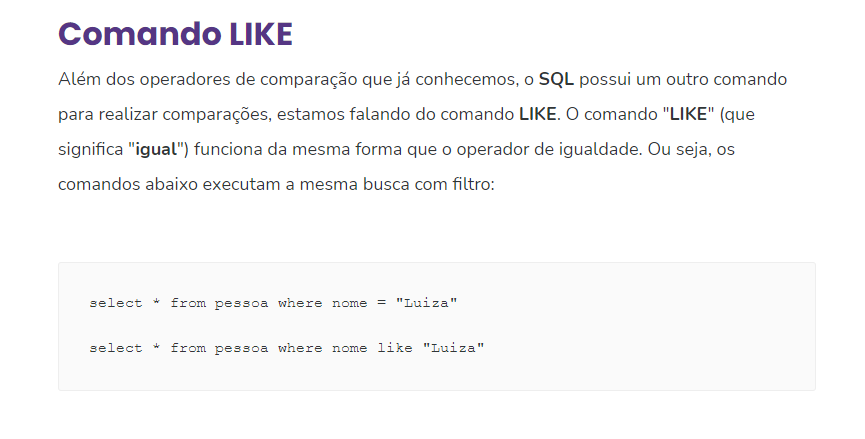 Comando LIKE
Além dos operadores de comparação que já conhecemos, o SQL possui um outro comando
para realizar comparações, estamos falando do comando LIKE. O comando "LIKE" (que
significa "igual") funciona da mesma forma que o operador de igualdade. Ou seja, os
comandos abaixo executam a mesma busca com filtro:
select * from pessoa where nome = "Luiza"
select * from pessoa where nome like "Luiza"